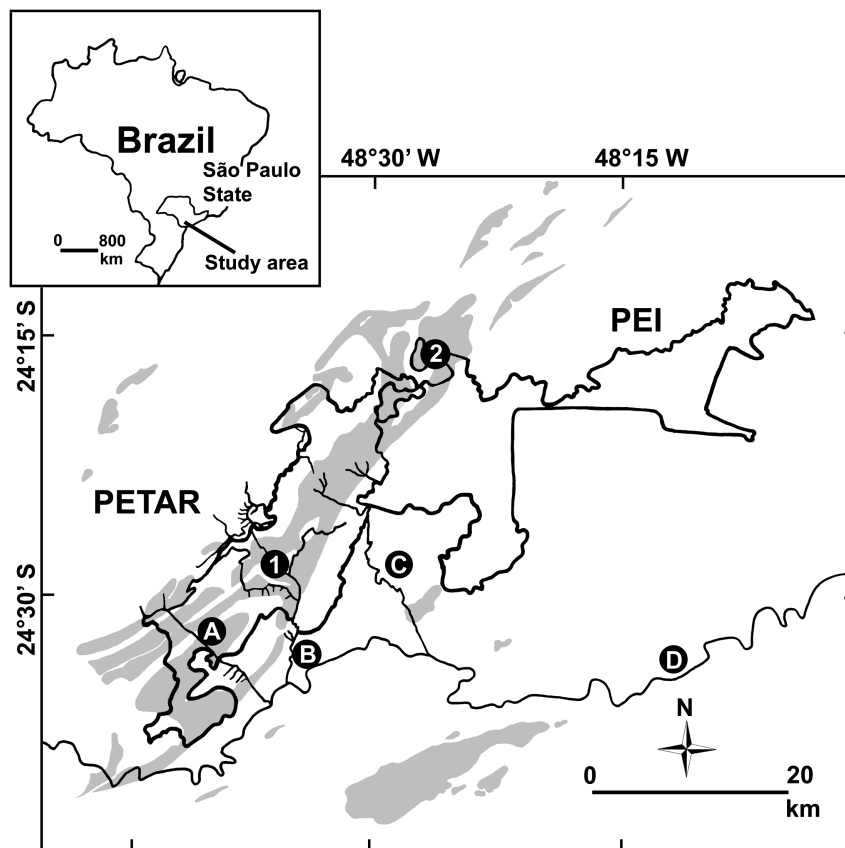 Brazil
São Paulo
State
0 800
km
Study area
48°30' W 48°15' W
24°15' S
PEI
2
PETAR
1
C
24°30' S
A
B
D
N
0 20
km